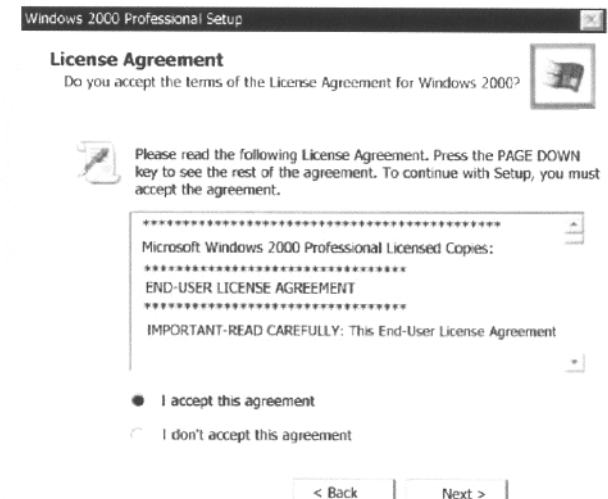 Windows 2000 Professional Setup
License Agreement
Do you accept the terms of the License Agreement for Windows 2000?
Please read the following License Agreement. Press the PAGE DOWN
key to see the rest of the agreement. To continue with Setup, you must
accept the agreement.
*********************************************
Microsoft Windows 2000 Professional Licensed Copies:
*********************************
END-USER LICENSE AGREEMENT
*********************************
IMPORTANT-READ CAREFULLY: This End-User License Agreement
I accept this agreement
I don't accept this agreement
< Back
Next >